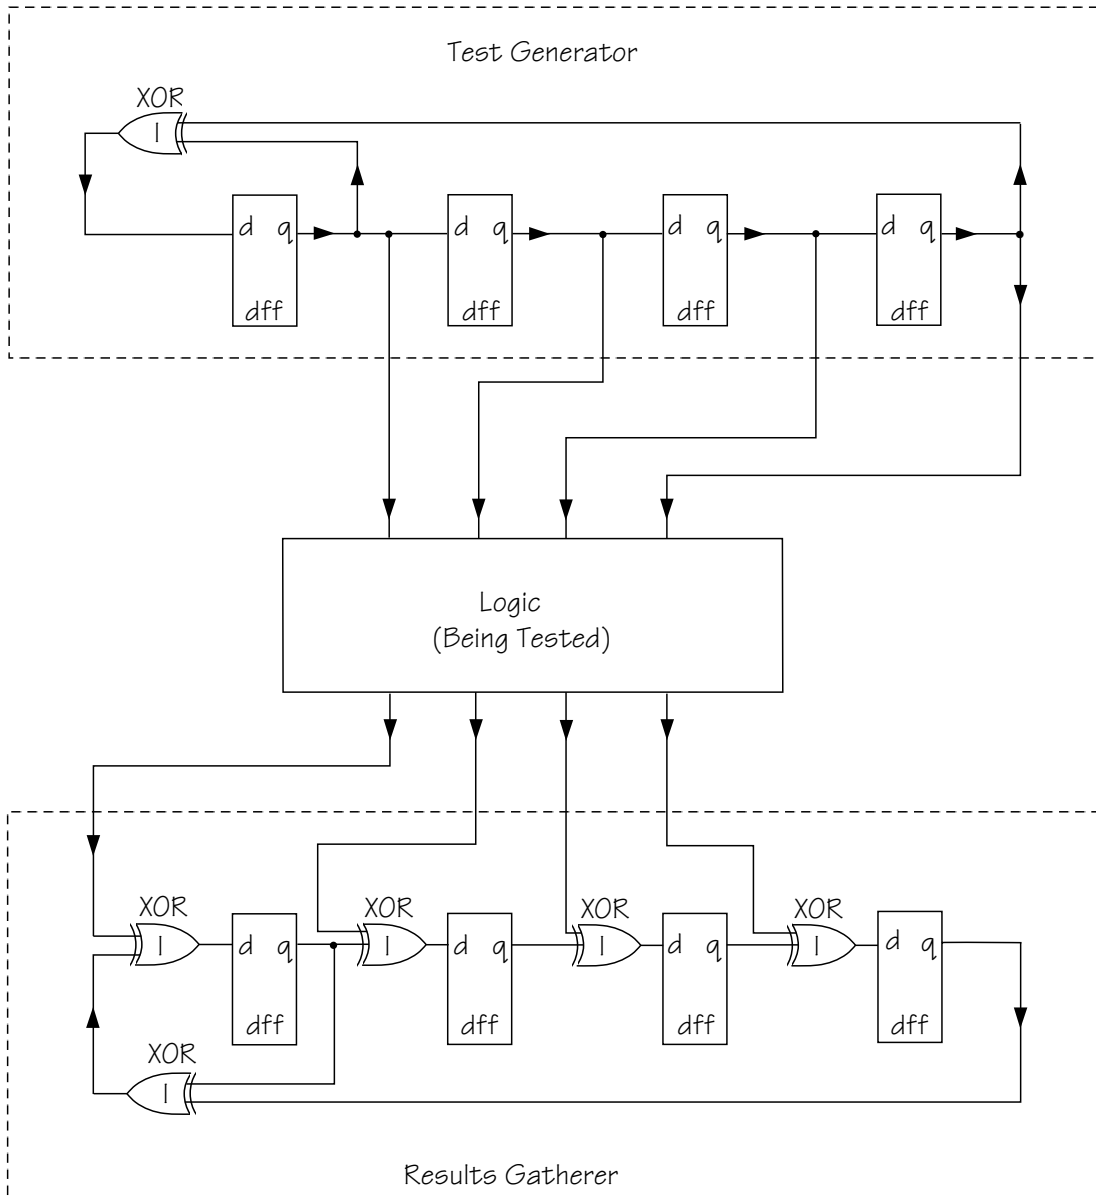 Test Generator
XOR
I
d q d q d q d q
dff dff dff dff
Logic
(Being Tested)
XOR XOR XOR XOR
I d q I d q I d q I d q
dff dff dff dff
XOR
I
Results Gatherer